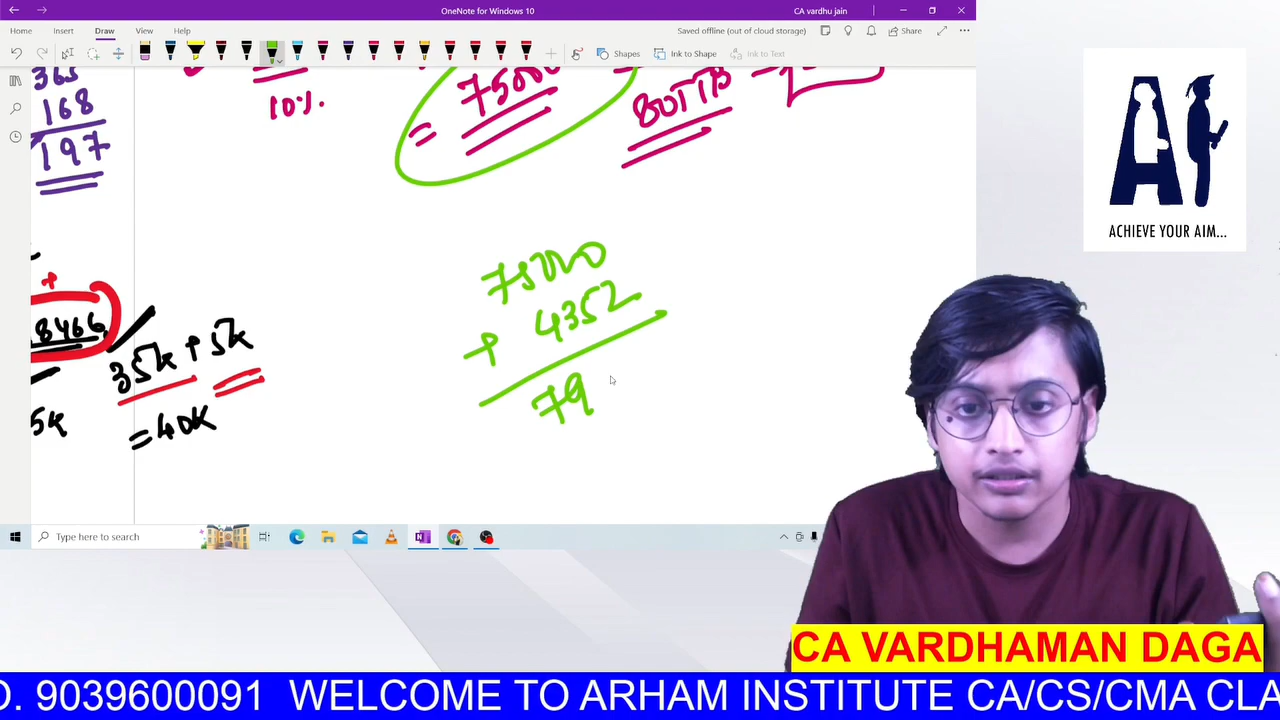 OneNote for Windows 10
CA vardhu jain
Home Insert Draw View Help
Saved offline (out of cloud storage)
Share
Shapes
Ink to Shape
Ink to Text
365
168
197
10%
= 75000
80TTB
75000
+ 4352
79
+
8466
35k + 5k
= 40K
5k
Type here to search
ACHIEVE YOUR AIM...
CA VARDHAMAN DAGA
O. 9039600091 WELCOME TO ARHAM INSTITUTE CA/CS/CMA CLA